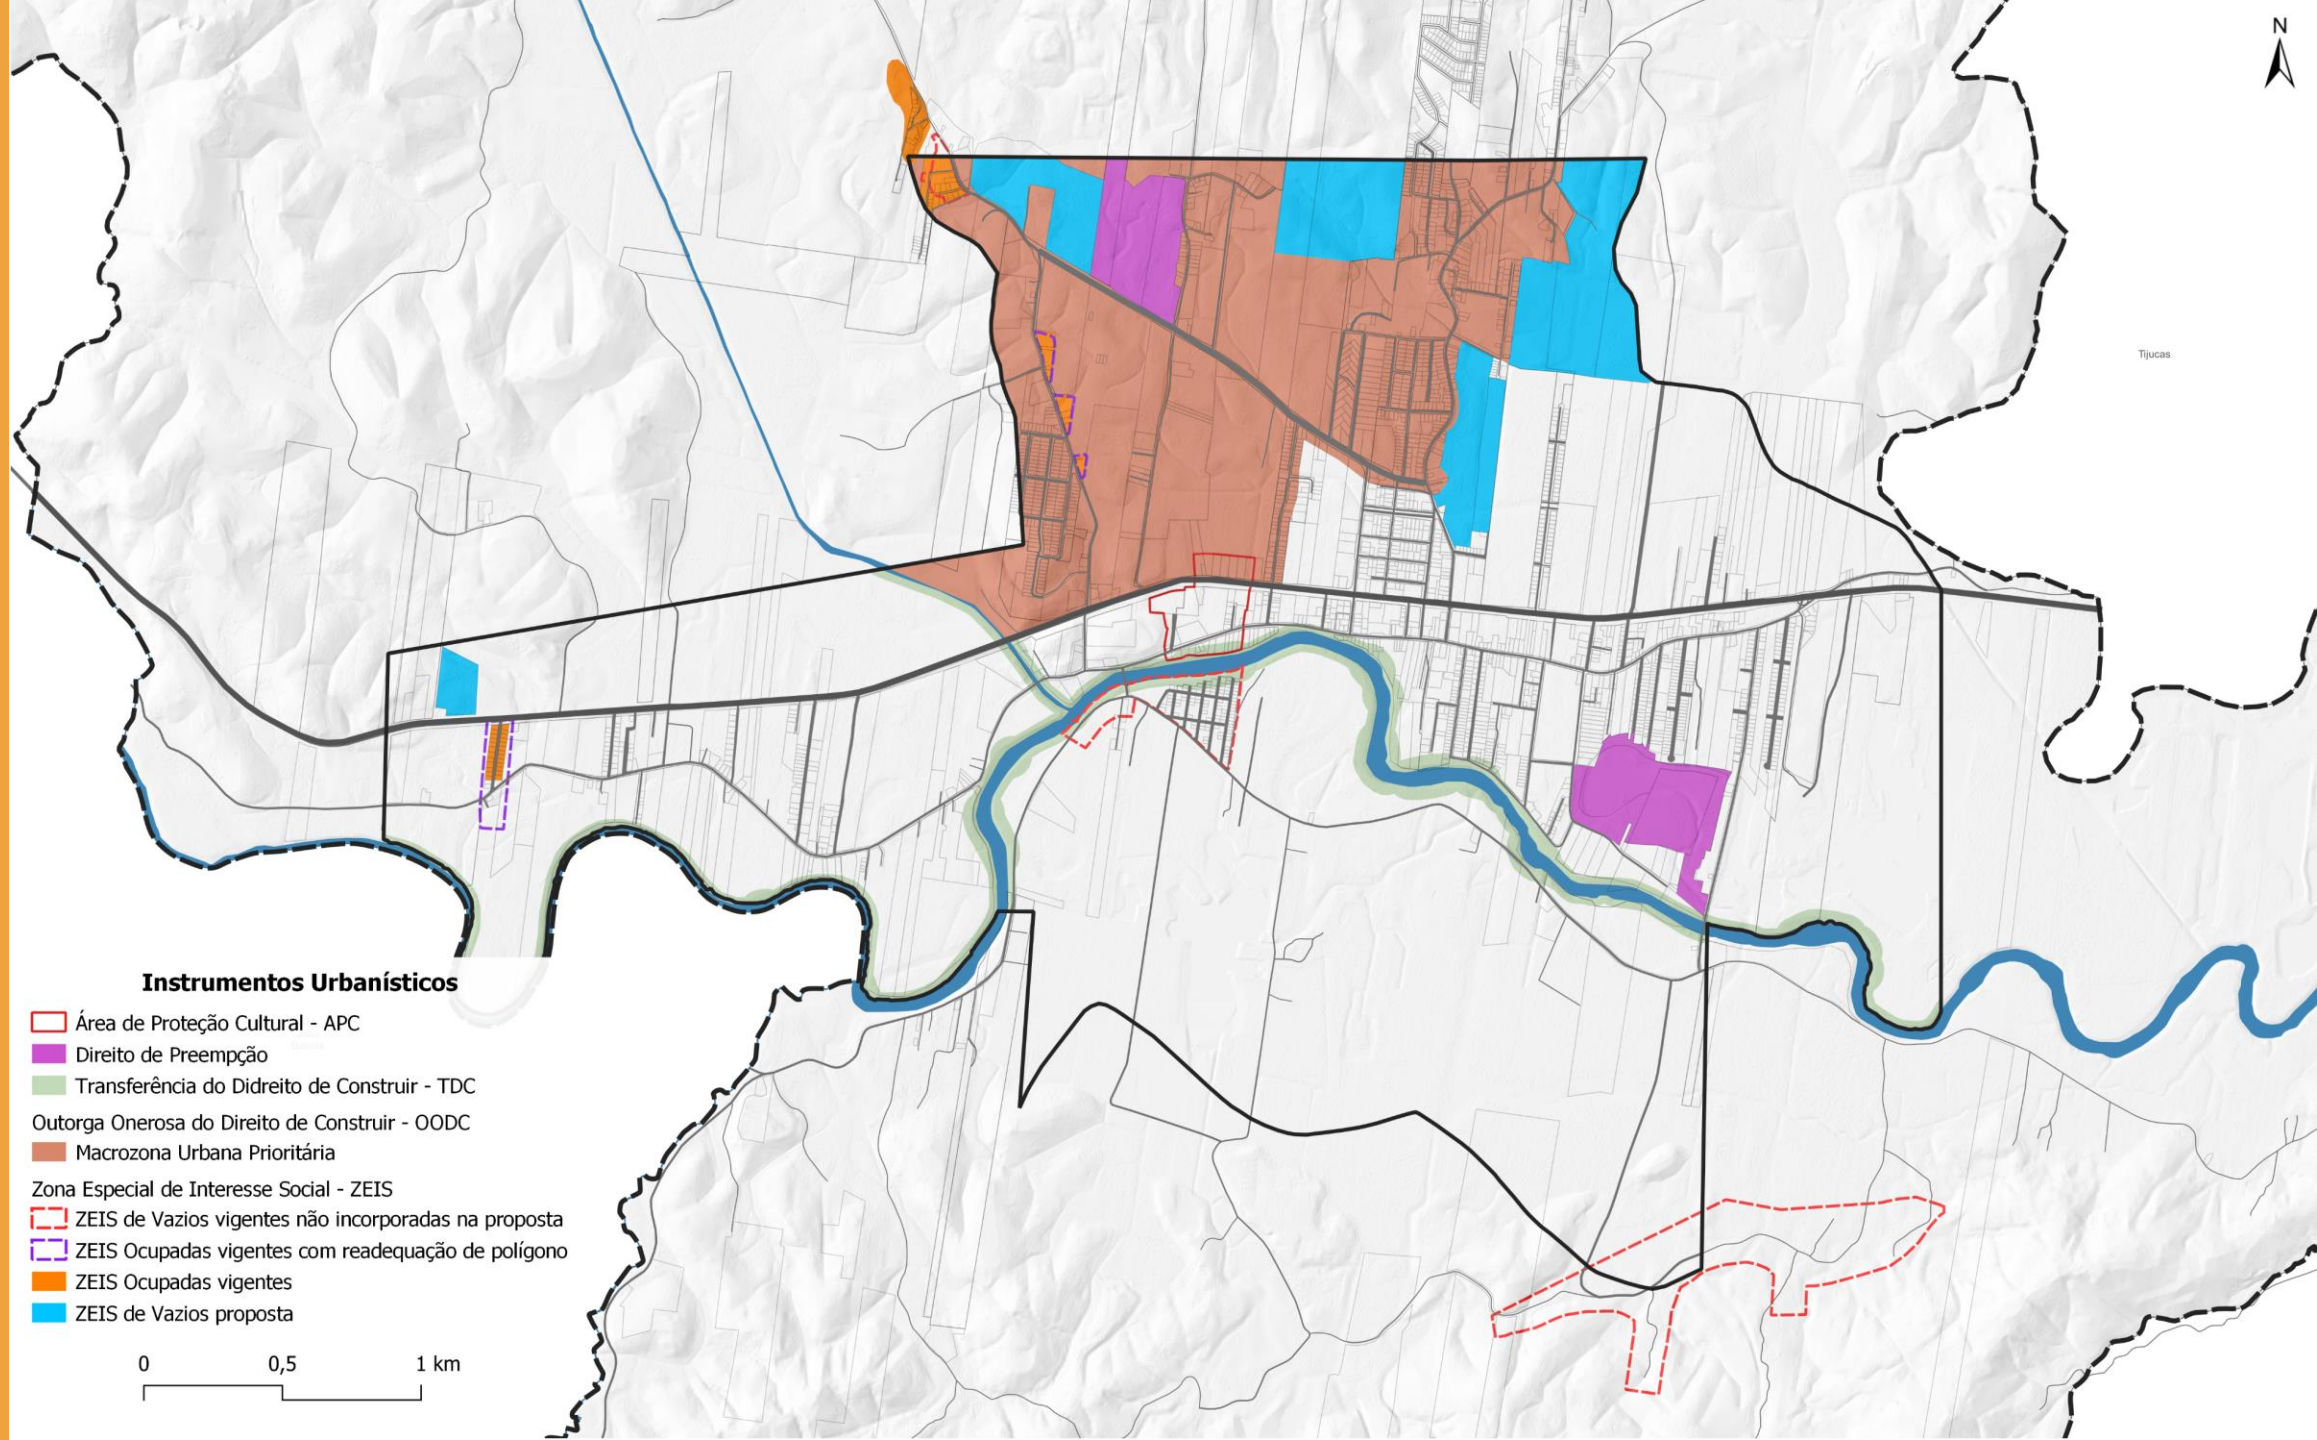 N
Tijucas
Instrumentos Urbanísticos
Área de Proteção Cultural - APC
Direito de Preempção
Transferência do Didreito de Construir - TDC
Outorga Onerosa do Direito de Construir - OODC
Macrozona Urbana Prioritária
Zona Especial de Interesse Social - ZEIS
ZEIS de Vazios vigentes não incorporadas na proposta
ZEIS Ocupadas vigentes com readequação de polígono
ZEIS Ocupadas vigentes
ZEIS de Vazios proposta
0 0,5 1 km